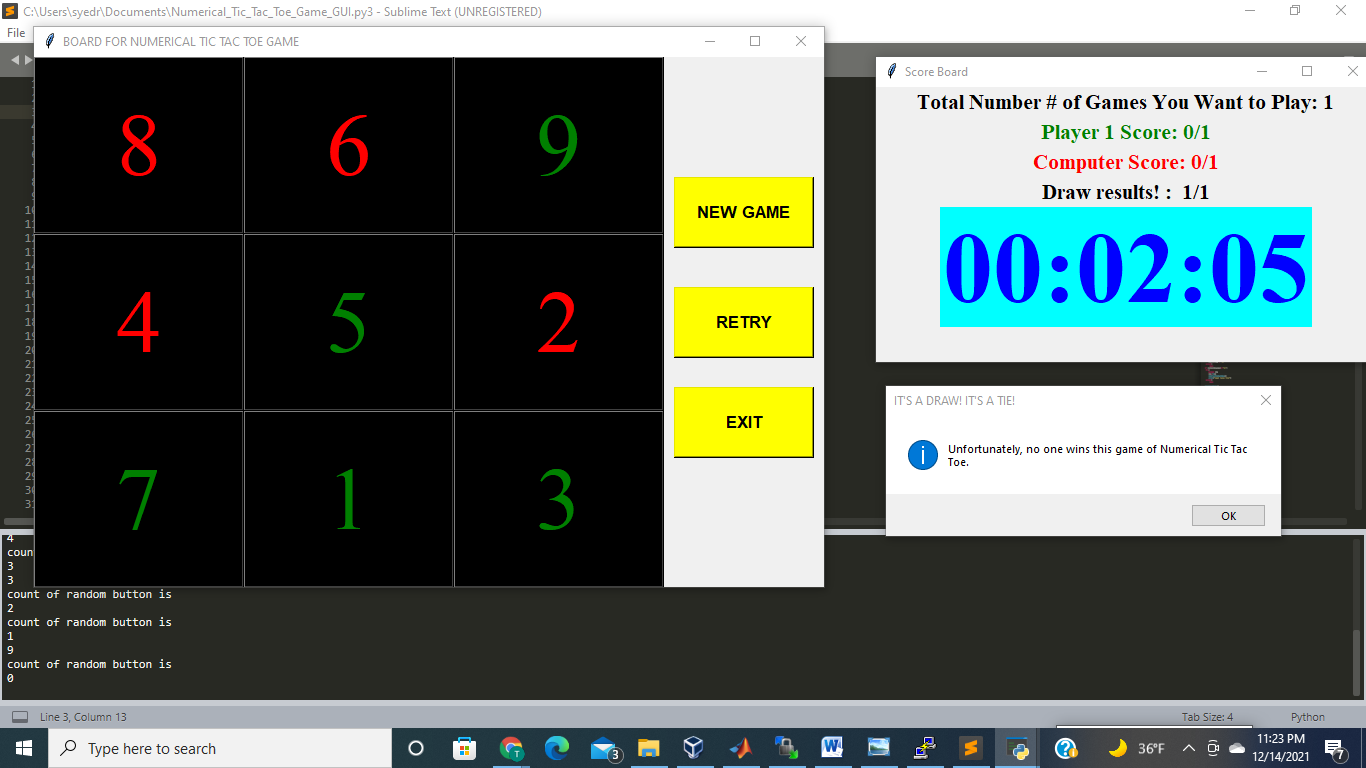 C:\Users\syedr\Documents\Numerical_Tic_Tac_Toe_Game_GUI.py3 - Sublime Text (UNREGISTERED)
File
BOARD FOR NUMERICAL TIC TAC TOE GAME
8 6 9
4 5 2
7 1 3
NEW GAME
RETRY
EXIT
Score Board
Total Number # of Games You Want to Play: 1
Player 1 Score: 0/1
Computer Score: 0/1
Draw results! : 1/1
00:02:05
IT'S A DRAW! IT'S A TIE!
Unfortunately, no one wins this game of Numerical Tic Tac
Toe.
OK
4
3
3
count of random button is
2
count of random button is
1
9
count of random button is
0
Line 3, Column 13
Tab Size: 4
Python
Type here to search
3
36°F
11:23 PM
12/14/2021
7